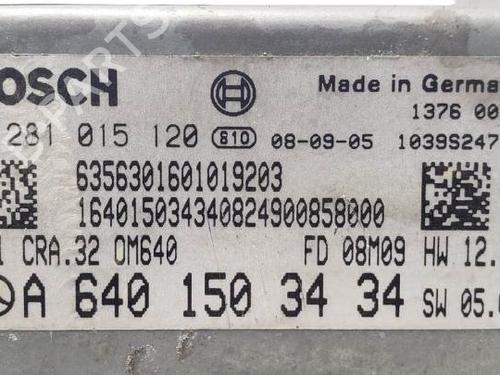 BOSCH Made in German
1376 00
281 015 120 810 08-09-05 1039S247
6356301601019203
164015034340824900858000
CRA.32 OM640 FD 08M09 HW 12.
A 640 150 34 34 SW 05.